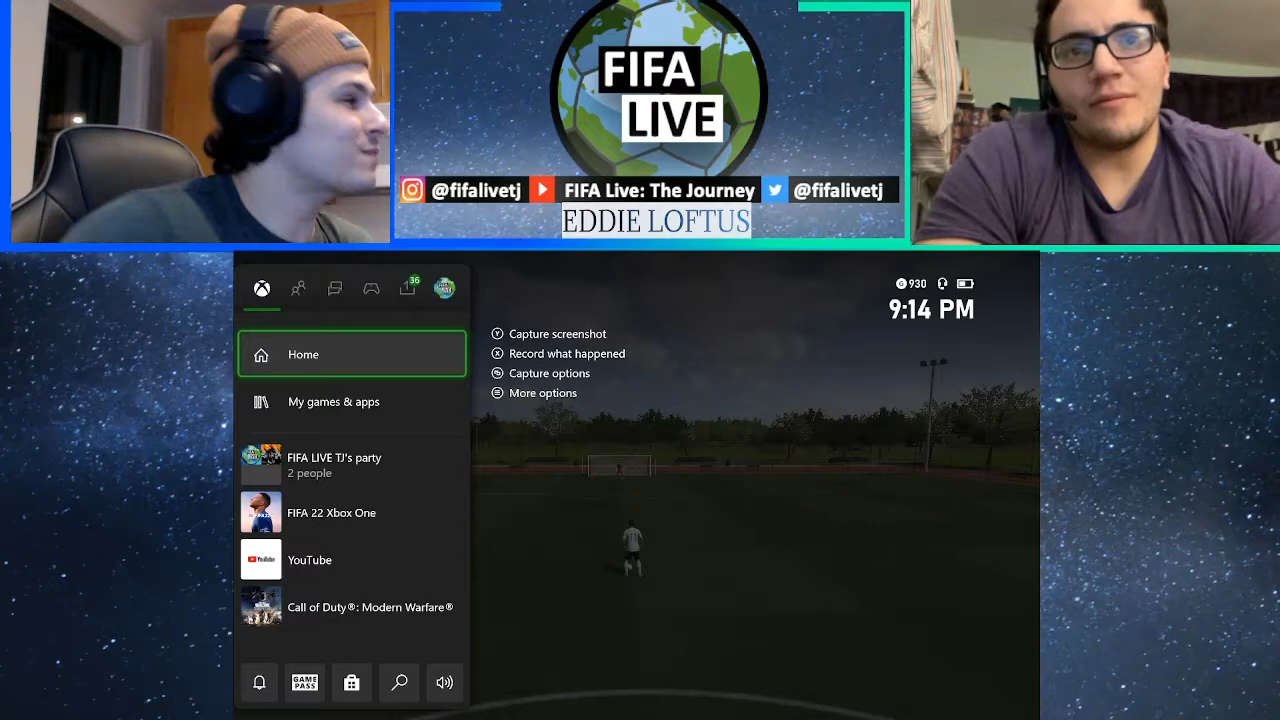 FIFA
LIVE
@fifalivetj
FIFA Live: The Journey
@fifalivetj
EDDIE LOFTUS
36
930
9:14 PM
Home
My games & apps
FIFA LIVE TJ's party
2 people
FIFA 22 Xbox One
YouTube
YouTube
Call of Duty®: Modern Warfare®
Capture screenshot
Record what happened
Capture options
More options
GAME
PASS